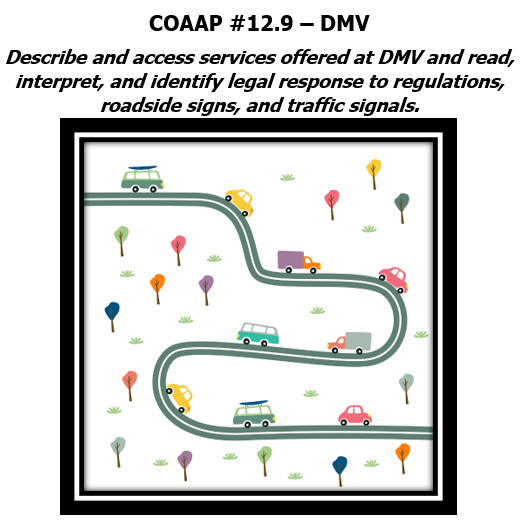 COAAP #12.9 – DMV
Describe and access services offered at DMV and read,
interpret, and identify legal response to regulations,
roadside signs, and traffic signals.